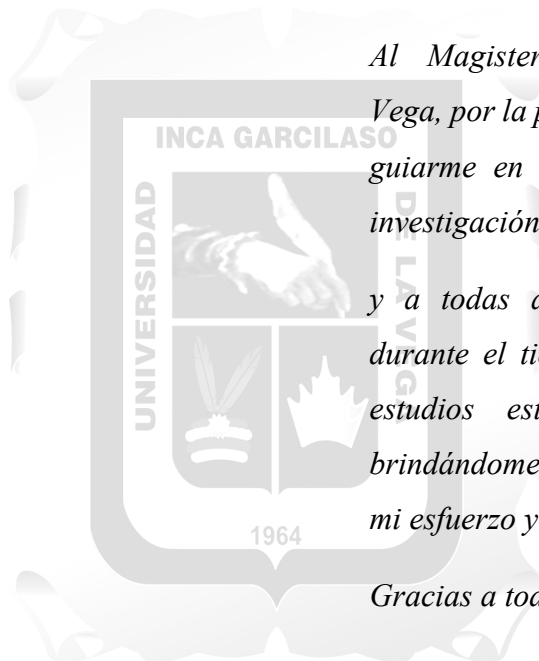 Al Magister
Vega, por la p
guiarme en
investigación
y a todas
durante el ti
estudios est
brindándome
mi esfuerzo y
Gracias a tod
INCA GARCILASO
UNIVERSIDAD
DE LA VEGA
1964